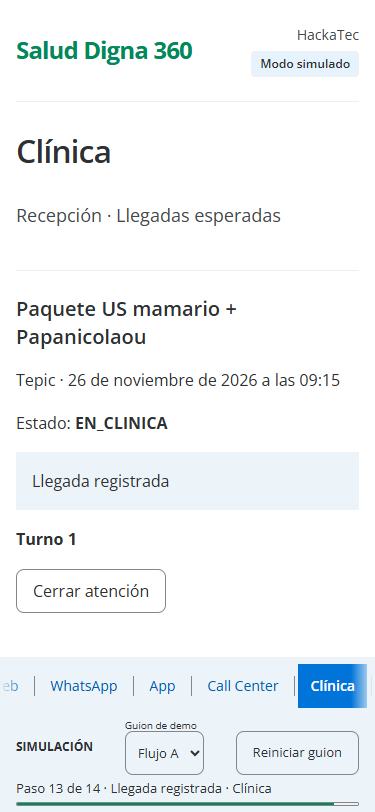 Salud Digna 360
HackaTec
Modo simulado
Clínica
Recepción · Llegadas esperadas
Paquete US mamario +
Papanicolaou
Tepic · 26 de noviembre de 2026 a las 09:15
Estado: EN_CLINICA
Llegada registrada
Turno 1
Cerrar atención
eb WhatsApp App Call Center Clínica
Guion de demo
SIMULACIÓN Flujo A Reiniciar guion
Paso 13 de 14 · Llegada registrada · Clínica